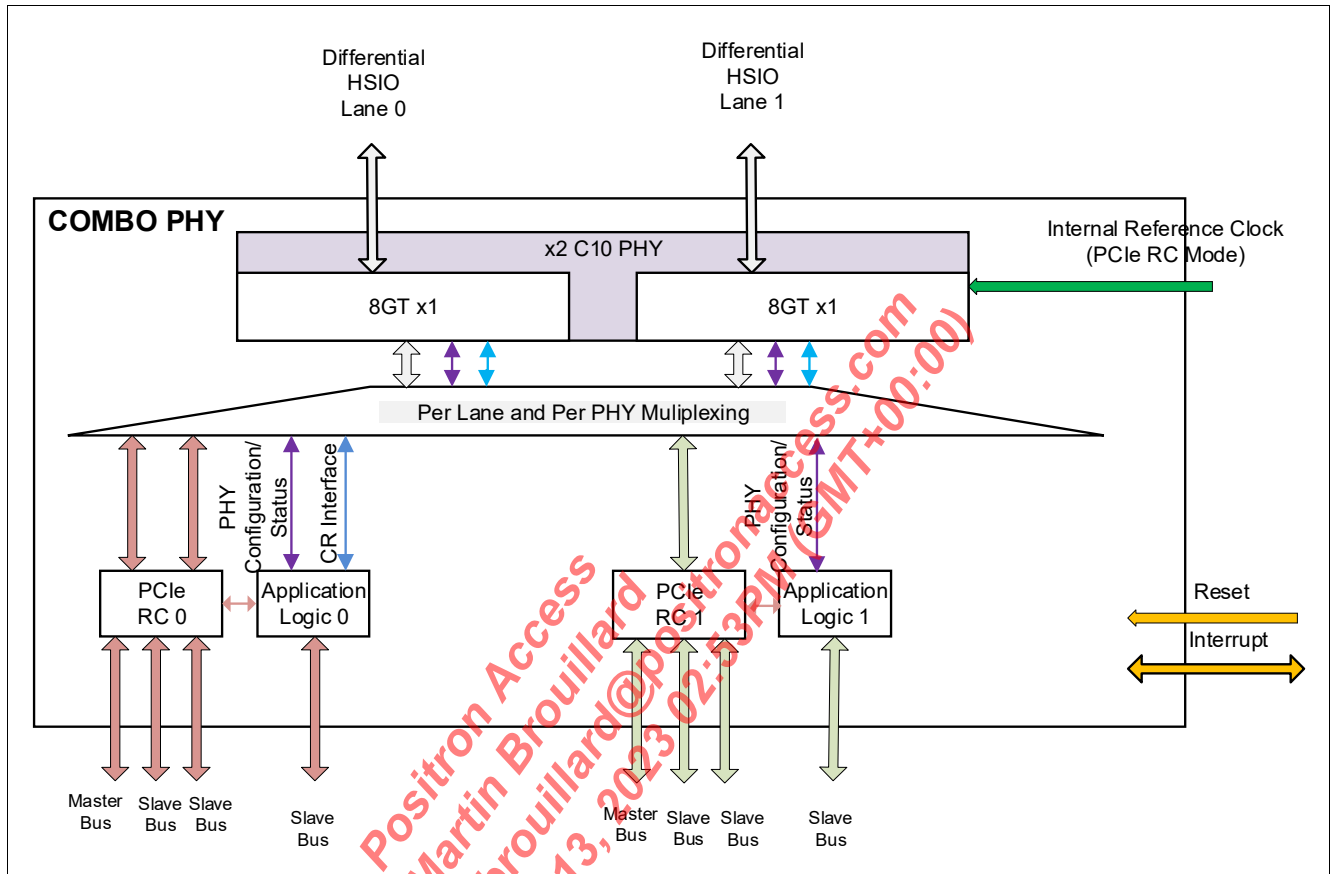 Differential
HSIO
Lane 0
Differential
HSIO
Lane 1
COMBO PHY
x2 C10 PHY
Internal Reference Clock
(PCIe RC Mode)
8GT x1
8GT x1
Per Lane and Per PHY Muliplexing
PHY
Configuration/
Status
CR Interface
PHY
Configuration/
Status
PCIe
RC 0
Application
Logic 0
PCIe
RC 1
Application
Logic 1
Reset
Interrupt
Master
Bus
Slave
Bus
Slave
Bus
Slave
Bus
Master
Bus
Slave
Bus
Slave
Bus
Slave
Bus
Positron Access
Martin Brouillard
brouillard@positronaccess.com
13, 2023 02:53PM (GMT+00:00)